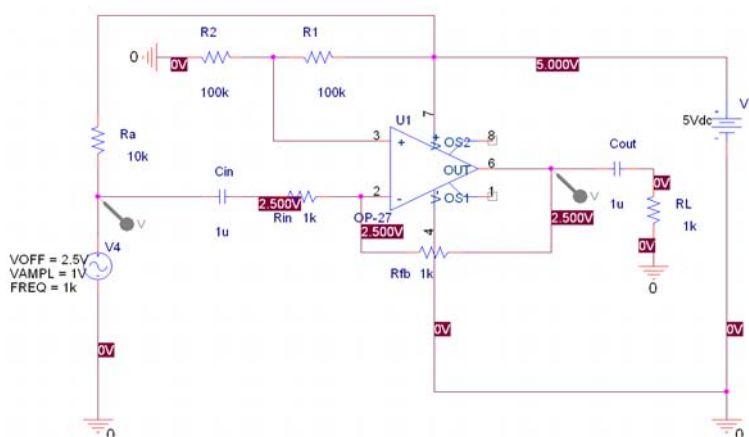 R2
R1
0
0V
5.000V
100k
100k
7
U1
V
5Vdc
3
+
OS2
8
Ra
10k
Cin
2.500V
Rin
1k
1u
2
-
OP-27
OUT
6
OS1
1
V+
V-
4
2.500V
Rfb
1k
Cout
1u
V
2.500V
0V
RL
1k
0V
0
V
V4
VOFF = 2.5V
VAMPL = 1V
FREQ = 1k
0V
0V
0V
0
0